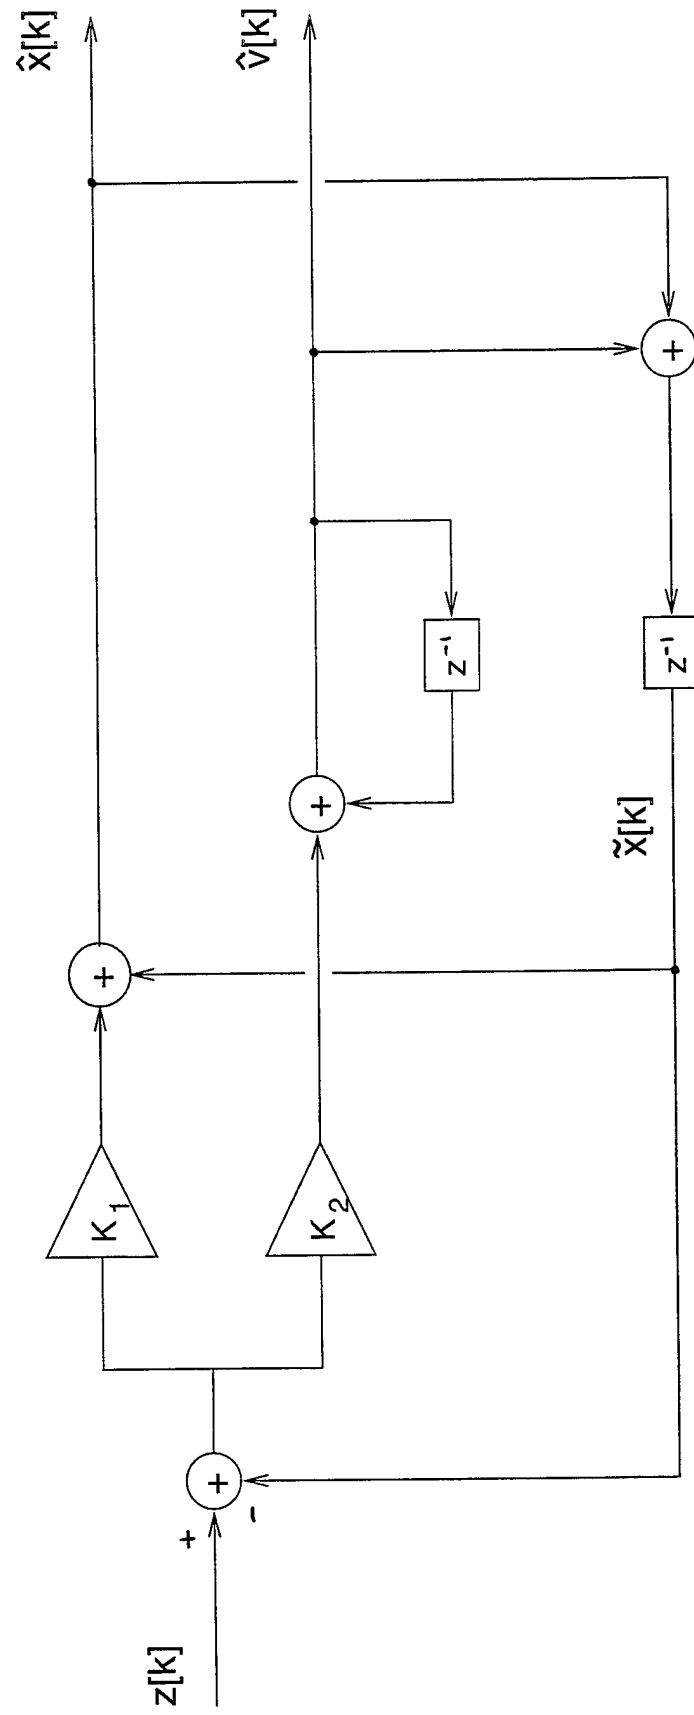 x̂[k]
v̂[k]
+
z⁻¹
z⁻¹
+
x̃[k]
+
K₁
K₂
+
+
-
z[k]